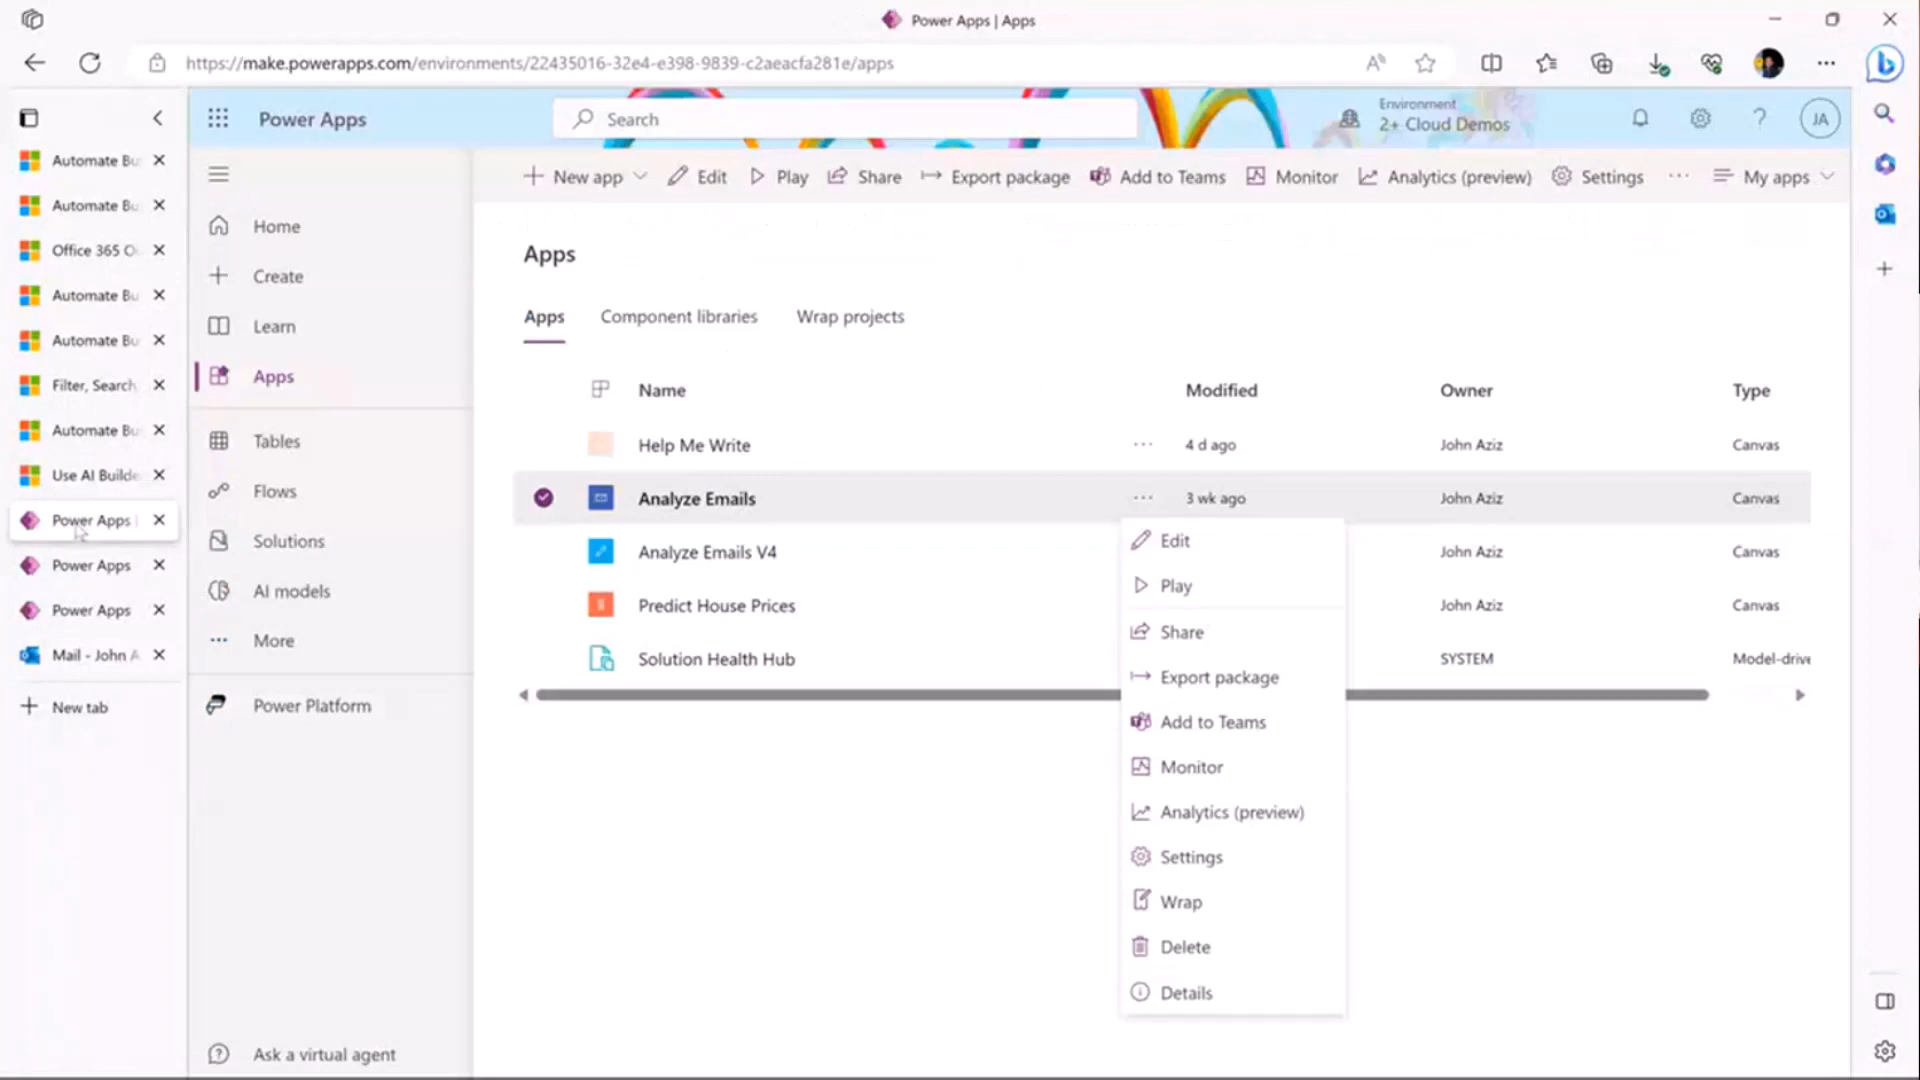 Power Apps | Apps
https://make.powerapps.com/environments/22435016-32e4-e398-9839-c2aeacfa281e/apps
Automate Bu
Automate Bu
Office 365 O
Automate Bu
Automate Bu
Filter, Search,
Automate Bu
Use AI Builde
Power Apps |
Power Apps
Power Apps
Mail - John A
New tab
Power Apps
Search
Environment
2+ Cloud Demos
JA
Home
Create
Learn
Apps
Tables
Flows
Solutions
AI models
More
Power Platform
Ask a virtual agent
New app
Edit
Play
Share
Export package
Add to Teams
Monitor
Analytics (preview)
Settings
My apps
Apps
Apps Component libraries Wrap projects
Name Modified Owner Type
Help Me Write 4 d ago John Aziz Canvas
Analyze Emails 3 wk ago John Aziz Canvas
Analyze Emails V4 John Aziz Canvas
Predict House Prices John Aziz Canvas
Solution Health Hub SYSTEM Model-drive
Edit
Play
Share
Export package
Add to Teams
Monitor
Analytics (preview)
Settings
Wrap
Delete
Details